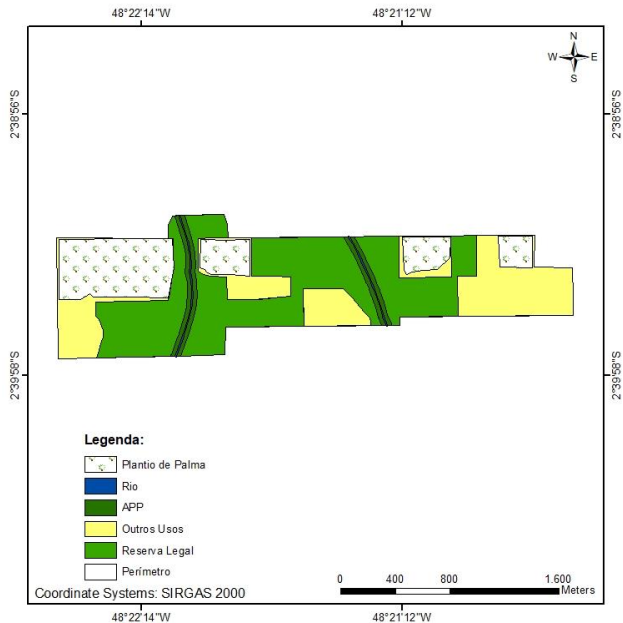 48°22'14"W
48°21'12"W
N
W
E
S
2°38'56"S
2°38'56"S
2°39'58"S
2°39'58"S
Legenda:
Plantio de Palma
Rio
APP
Outros Usos
Reserva Legal
Perímetro
Coordinate Systems: SIRGAS 2000
0
400
800
1.600
Meters
48°22'14"W
48°21'12"W